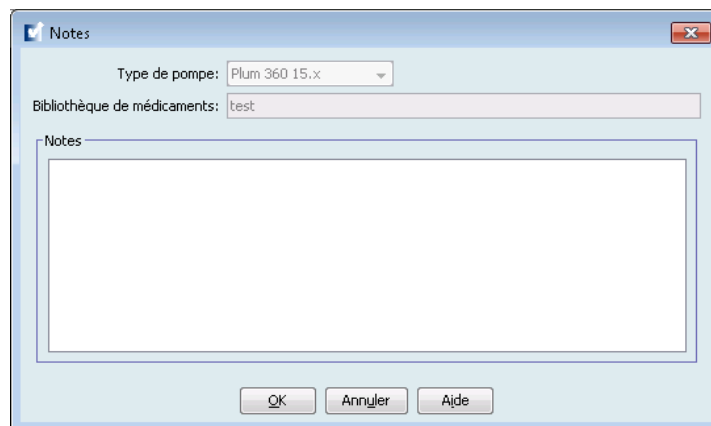 Notes
Type de pompe: Plum 360 15.x
Bibliothèque de médicaments: test
Notes
OK Annuler Aide